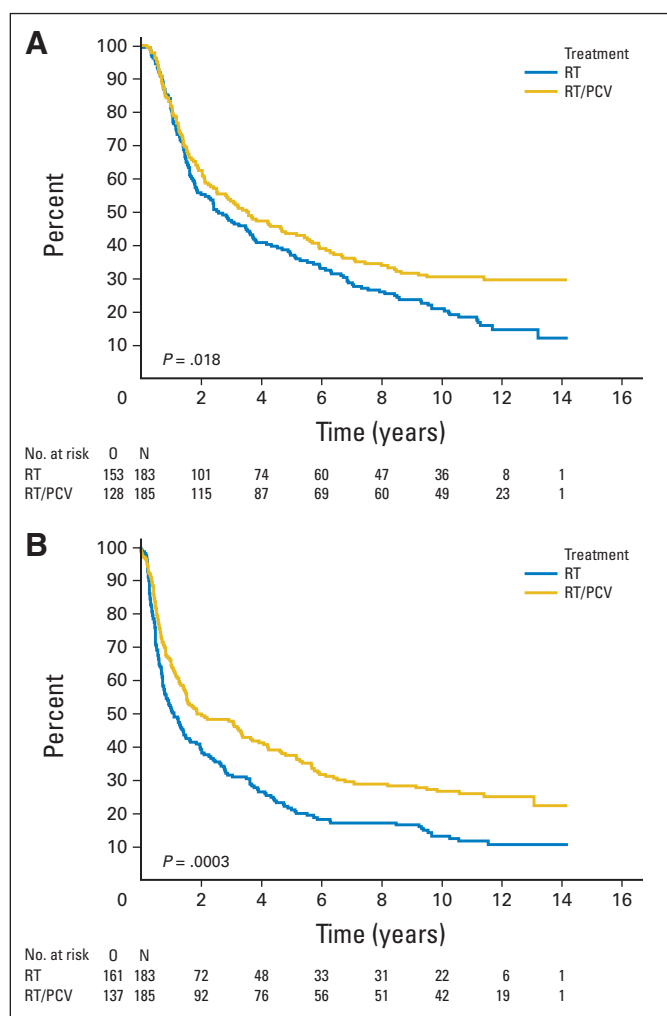 A
Treatment
RT
RT/PCV
100
90
80
70
60
50
40
30
20
10
Percent
P = .018
0 2 4 6 8 10 12 14 16
Time (years)
No. at risk O N
RT 153 183 101 74 60 47 36 8 1
RT/PCV 128 185 115 87 69 60 49 23 1
B
Treatment
RT
RT/PCV
100
90
80
70
60
50
40
30
20
10
Percent
P = .0003
0 2 4 6 8 10 12 14 16
Time (years)
No. at risk O N
RT 161 183 72 48 33 31 22 6 1
RT/PCV 137 185 92 76 56 51 42 19 1